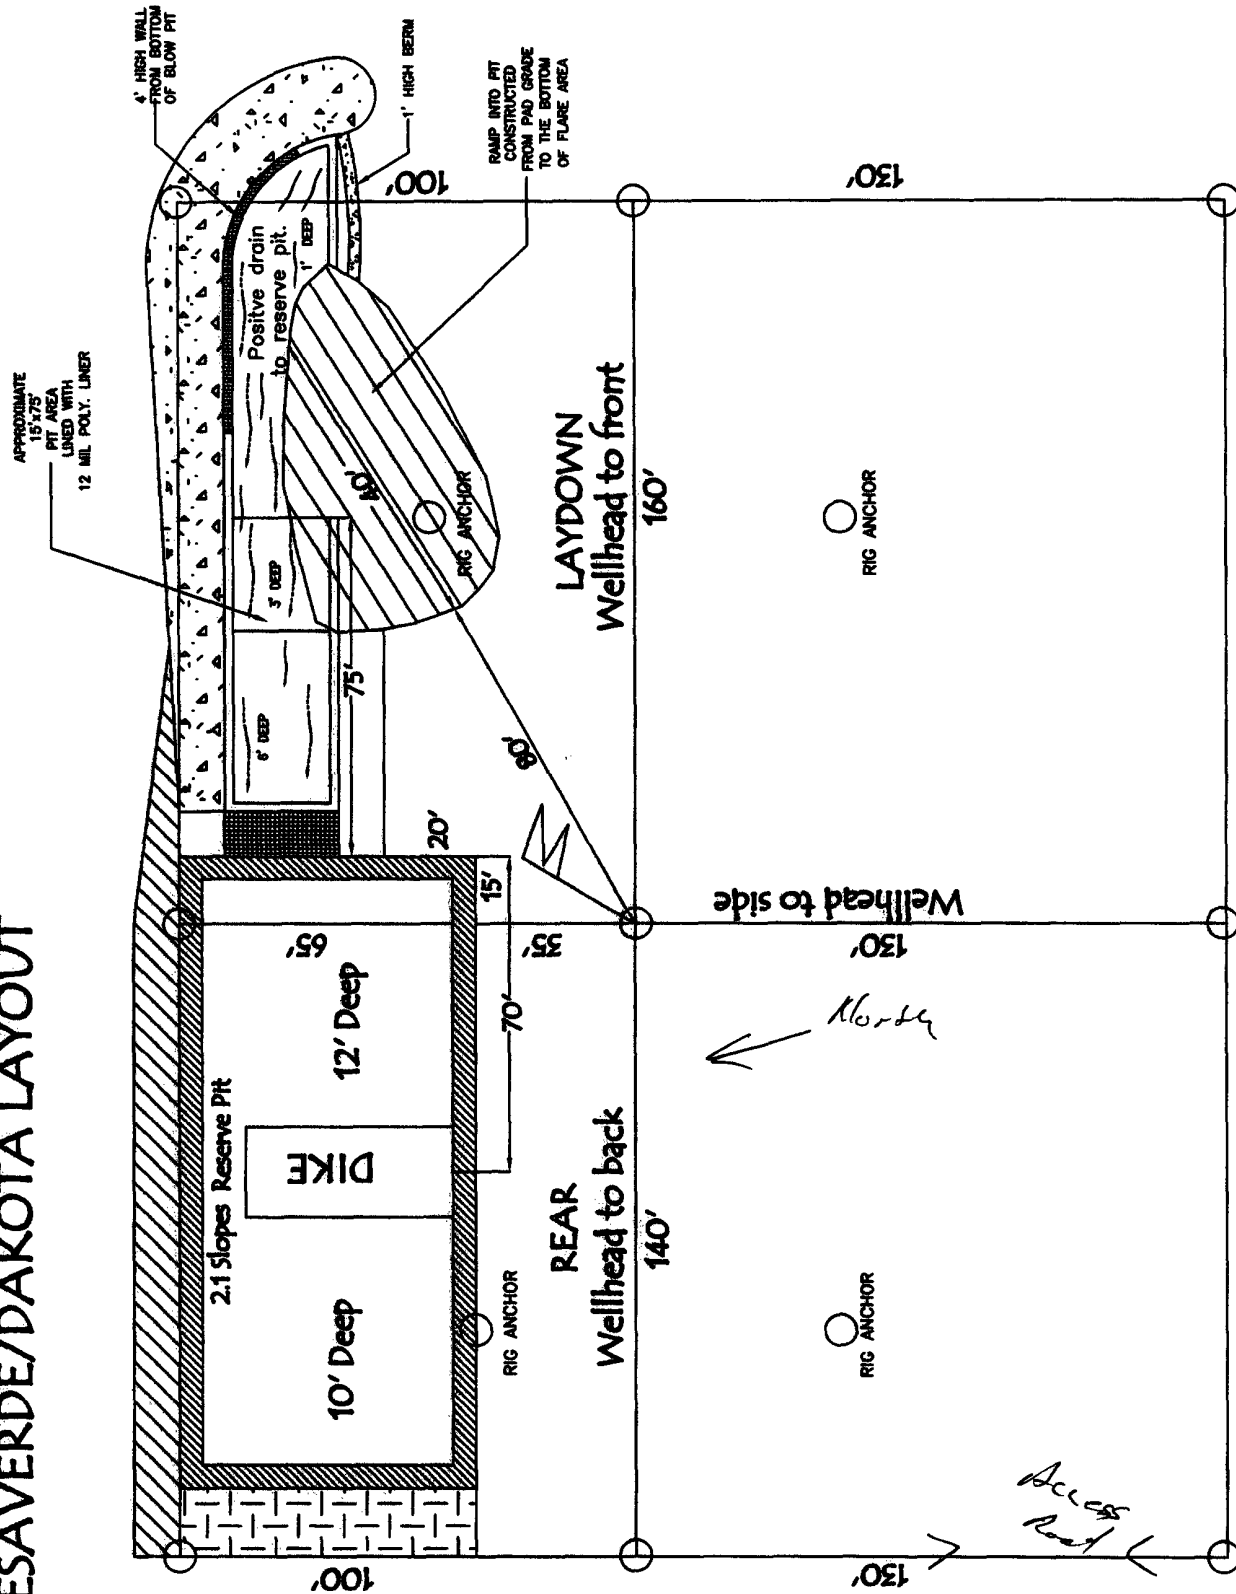 ESAVERDE/DAKOTA LAYOUT
4' HIGH WALL
FROM BOTTOM
OF BLOW PIT
1' HIGH BERM
RAMP INTO PIT
CONSTRUCTED
FROM PAD GRADE
TO THE BOTTOM
OF FLARE AREA
APPROXIMATE
15'x75'
PIT AREA
LINED WITH
12 MIL POLY. LINER
Positve drain
to reserve pit.
1' DEEP
3' DEEP
6' DEEP
100'
130'
40'
RIG ANCHOR
75'
80'
LAYDOWN
Wellhead to front
160'
RIG ANCHOR
20'
15'
65'
35'
70'
Wellhead to side
130'
2.1 Slopes Reserve Pit
12' Deep
DIKE
10' Deep
North
REAR
Wellhead to back
140'
RIG ANCHOR
RIG ANCHOR
Access
Road
100'
130'